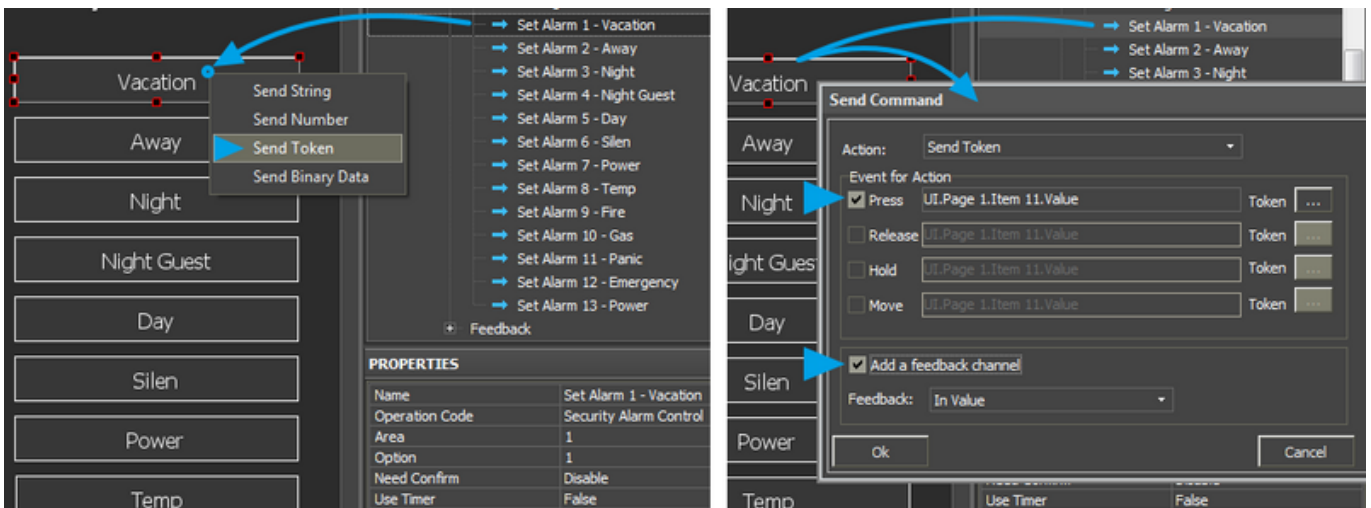 Vacation
Away
Night
Night Guest
Day
Silen
Power
Temp
Send String
Send Number
Send Token
Send Binary Data
Set Alarm 1 - Vacation
Set Alarm 2 - Away
Set Alarm 3 - Night
Set Alarm 4 - Night Guest
Set Alarm 5 - Day
Set Alarm 6 - Silen
Set Alarm 7 - Power
Set Alarm 8 - Temp
Set Alarm 9 - Fire
Set Alarm 10 - Gas
Set Alarm 11 - Panic
Set Alarm 12 - Emergency
Set Alarm 13 - Power
Feedback
PROPERTIES
Name Set Alarm 1 - Vacation
Operation Code Security Alarm Control
Area 1
Option 1
Need Confirm Disable
Use Timer False
Set Alarm 1 - Vacation
Set Alarm 2 - Away
Set Alarm 3 - Night
Vacation
Away
Night
ight Gues
Day
Silen
Power
Temp
Send Command
Action: Send Token
Event for Action
Press UI.Page 1.Item 11.Value Token ...
Release UI.Page 1.Item 11.Value Token ...
Hold UI.Page 1.Item 11.Value Token ...
Move UI.Page 1.Item 11.Value Token ...
Add a feedback channel
Feedback: In Value
Ok Cancel
Use Timer False